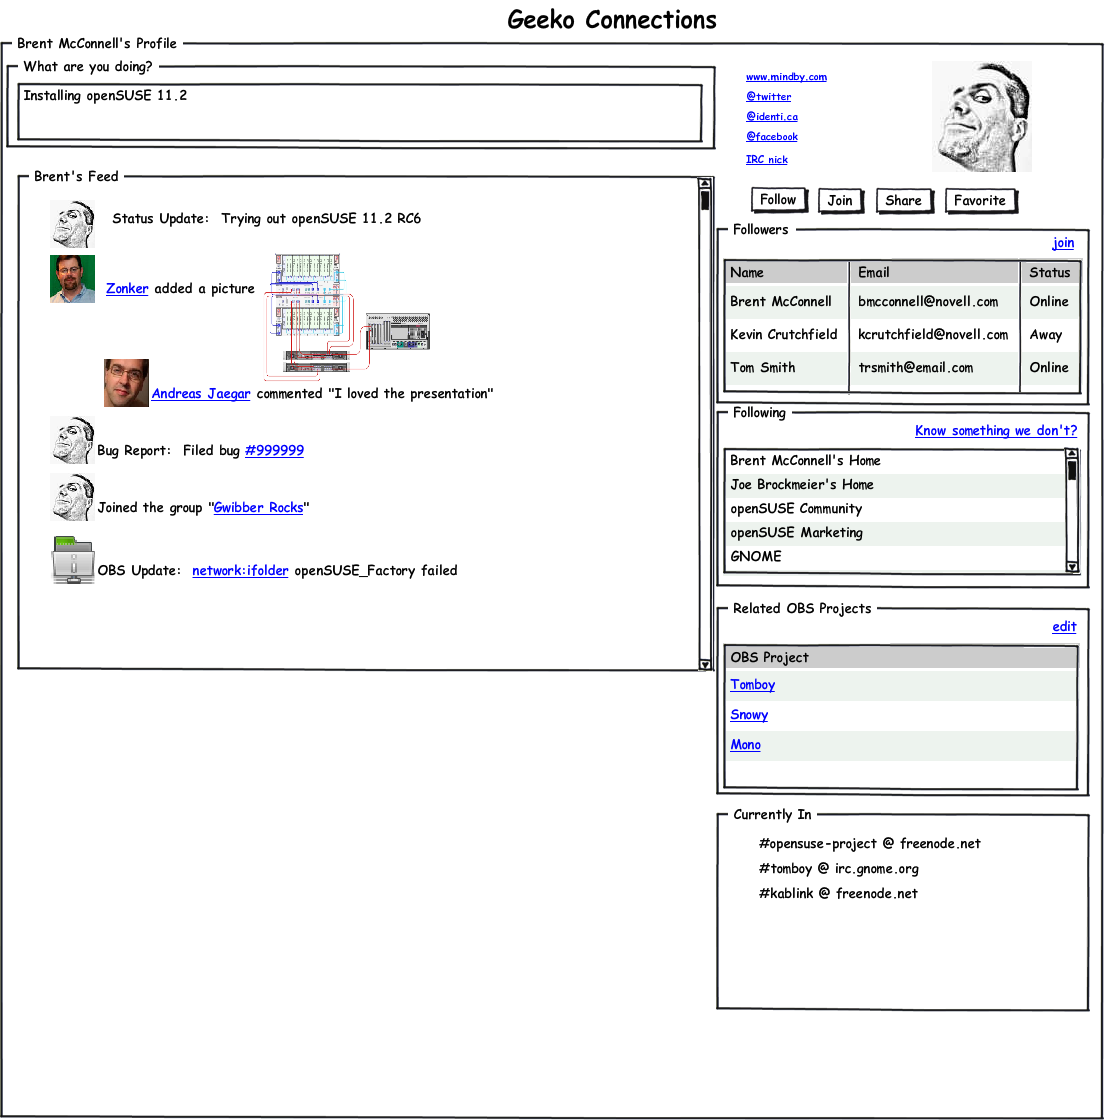 Geeko Connections
Brent McConnell's Profile
What are you doing?
Installing openSUSE 11.2
www.mindby.com
@twitter
@identi.ca
@facebook
IRC nick
Follow Join Share Favorite
Brent's Feed
Status Update: Trying out openSUSE 11.2 RC6
Zonker added a picture
Andreas Jaegar commented "I loved the presentation"
Bug Report: Filed bug #999999
Joined the group "Gwibber Rocks"
OBS Update: network:ifolder openSUSE_Factory failed
Followers
join
Name Email Status
Brent McConnell bmcconnell@novell.com Online
Kevin Crutchfield kcrutchfield@novell.com Away
Tom Smith trsmith@email.com Online
Following
Know something we don't?
Brent McConnell's Home
Joe Brockmeier's Home
openSUSE Community
openSUSE Marketing
GNOME
Related OBS Projects
edit
OBS Project
Tomboy
Snowy
Mono
Currently In
#opensuse-project @ freenode.net
#tomboy @ irc.gnome.org
#kablink @ freenode.net